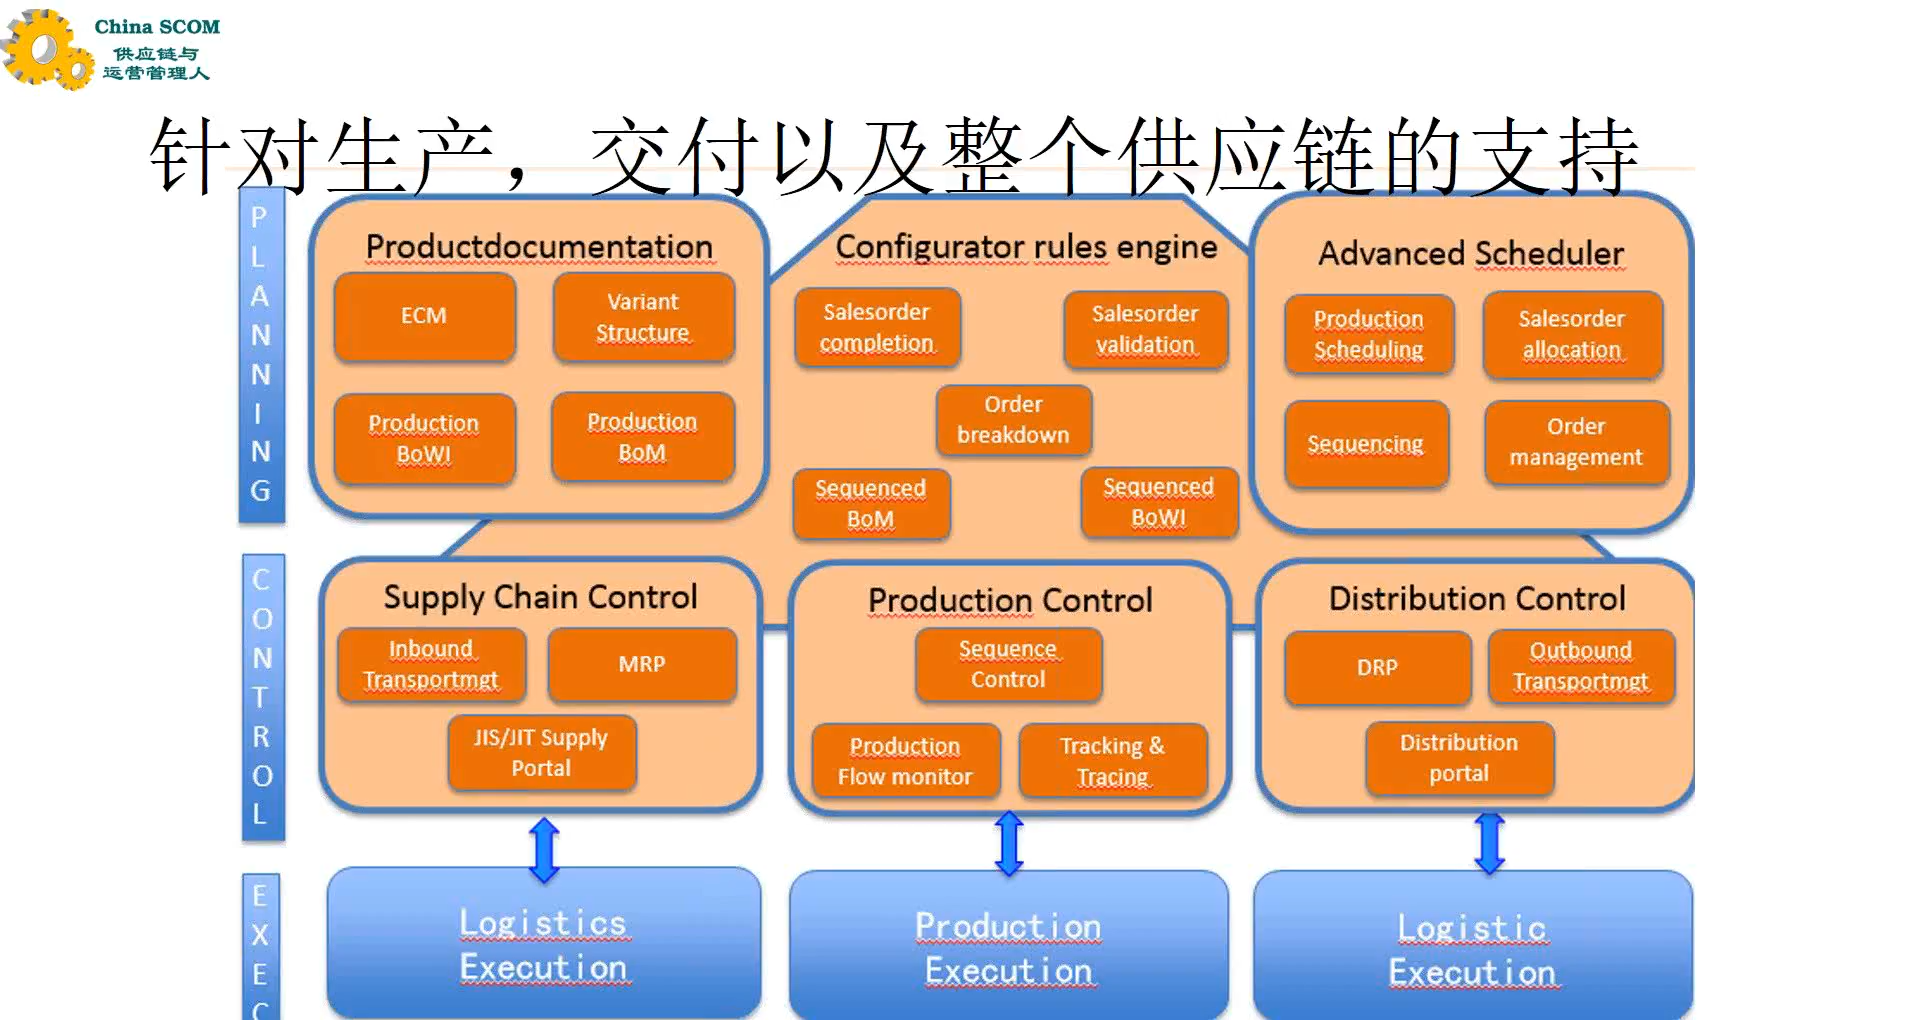 China SCOM
供应链与
运营管理人
针对生产，交付以及整个供应链的支持
PLANNING
Productdocumentation
ECM
Variant
Structure
Production
BoWI
Production
BoM
Configurator rules engine
Salesorder
completion
Salesorder
validation
Order
breakdown
Sequenced
BoM
Sequenced
BoWI
Advanced Scheduler
Production
Scheduling
Salesorder
allocation
Sequencing
Order
management
CONTROL
Supply Chain Control
Inbound
Transportmgt
MRP
JIS/JIT Supply
Portal
Production Control
Sequence
Control
Production
Flow monitor
Tracking &
Tracing
Distribution Control
DRP
Outbound
Transportmgt
Distribution
portal
EXEC
Logistics
Execution
Production
Execution
Logistic
Execution